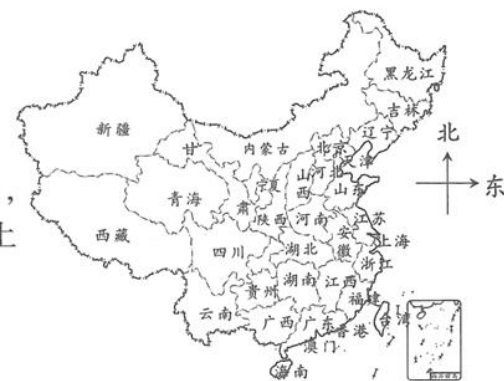 黑龙江
吉林
辽宁
北
新疆
甘
内蒙古
北京
天津
，
宁夏
山西
河北
山东
东
青海
肃
陕西
河南
江苏
上
西藏
安徽
上海
四川
湖北
浙江
贵州
湖南
江西
福建
云南
广西
广东
台湾
香港
澳门
海南